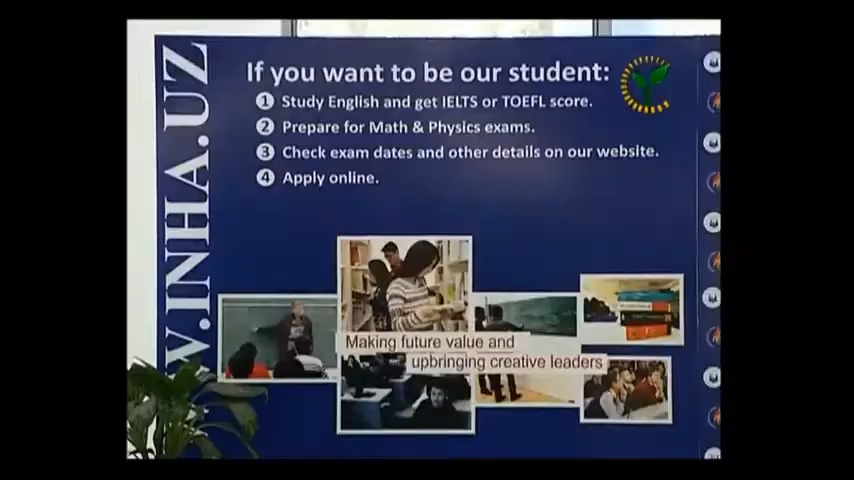 W.INHA.UZ
If you want to be our student:
1 Study English and get IELTS or TOEFL score.
2 Prepare for Math & Physics exams.
3 Check exam dates and other details on our website.
4 Apply online.
Making future value and
upbringing creative leaders